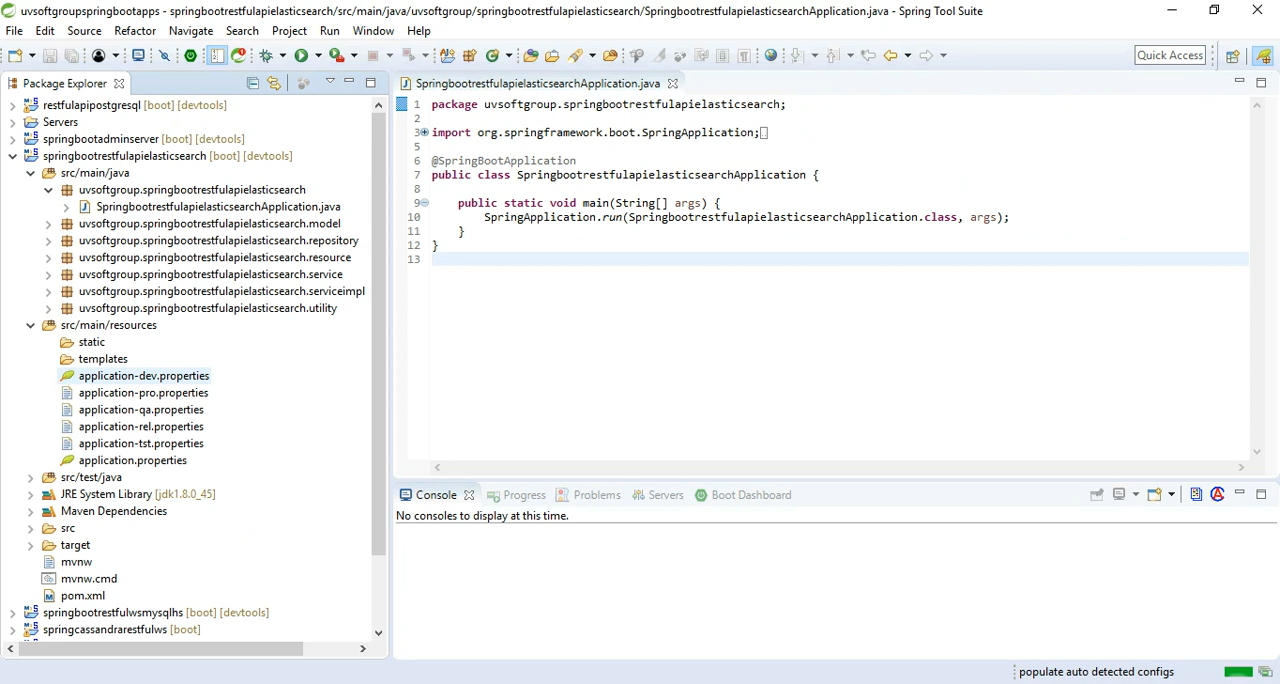 uvsoftgroupspringbootapps - springbootrestfulapielasticsearch/src/main/java/uvsoftgroup/springbootrestfulapielasticsearch/SpringbootrestfulapielasticsearchApplication.java - Spring Tool Suite
File Edit Source Refactor Navigate Search Project Run Window Help
Quick Access
Package Explorer
restfulapipostgresql [boot] [devtools]
Servers
springbootadminserver [boot] [devtools]
springbootrestfulapielasticsearch [boot] [devtools]
src/main/java
uvsoftgroup.springbootrestfulapielasticsearch
SpringbootrestfulapielasticsearchApplication.java
uvsoftgroup.springbootrestfulapielasticsearch.model
uvsoftgroup.springbootrestfulapielasticsearch.repository
uvsoftgroup.springbootrestfulapielasticsearch.resource
uvsoftgroup.springbootrestfulapielasticsearch.service
uvsoftgroup.springbootrestfulapielasticsearch.serviceimpl
uvsoftgroup.springbootrestfulapielasticsearch.utility
src/main/resources
static
templates
application-dev.properties
application-pro.properties
application-qa.properties
application-rel.properties
application-tst.properties
application.properties
src/test/java
JRE System Library [jdk1.8.0_45]
Maven Dependencies
src
target
mvnw
mvnw.cmd
pom.xml
springbootrestfulwsmysqlhs [boot] [devtools]
springcassandrarestfulws [boot]
SpringbootrestfulapielasticsearchApplication.java
1 package uvsoftgroup.springbootrestfulapielasticsearch;
2
3 import org.springframework.boot.SpringApplication;
5
6 @SpringBootApplication
7 public class SpringbootrestfulapielasticsearchApplication {
8
9 public static void main(String[] args) {
10 SpringApplication.run(SpringbootrestfulapielasticsearchApplication.class, args);
11 }
12 }
13
Console Progress Problems Servers Boot Dashboard
No consoles to display at this time.
populate auto detected configs